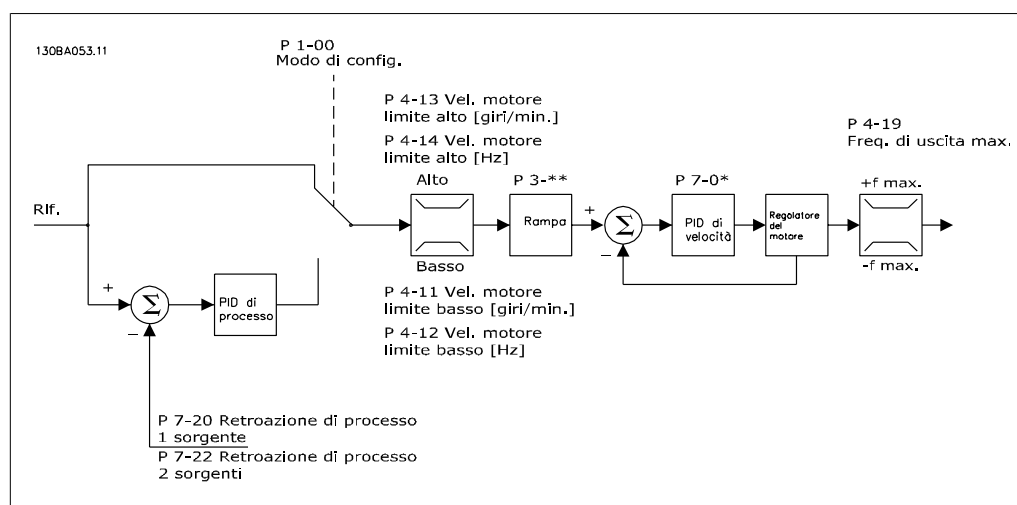 130BA053.11
P 1-00
Modo di config.
P 4-13 Vel. motore
limite alto [giri/min.]
P 4-14 Vel. motore
limite alto [Hz]
P 4-19
Freq. di uscita max.
Alto
P 3-**
P 7-0*
+f max.
Rif.
Rampa
+
Σ
−
PID di
velocità
Regolatore
del
motore
Basso
-f max.
+
Σ
−
PID di
processo
P 4-11 Vel. motore
limite basso [giri/min.]
P 4-12 Vel. motore
limite basso [Hz]
P 7-20 Retroazione di processo
1 sorgente
P 7-22 Retroazione di processo
2 sorgenti